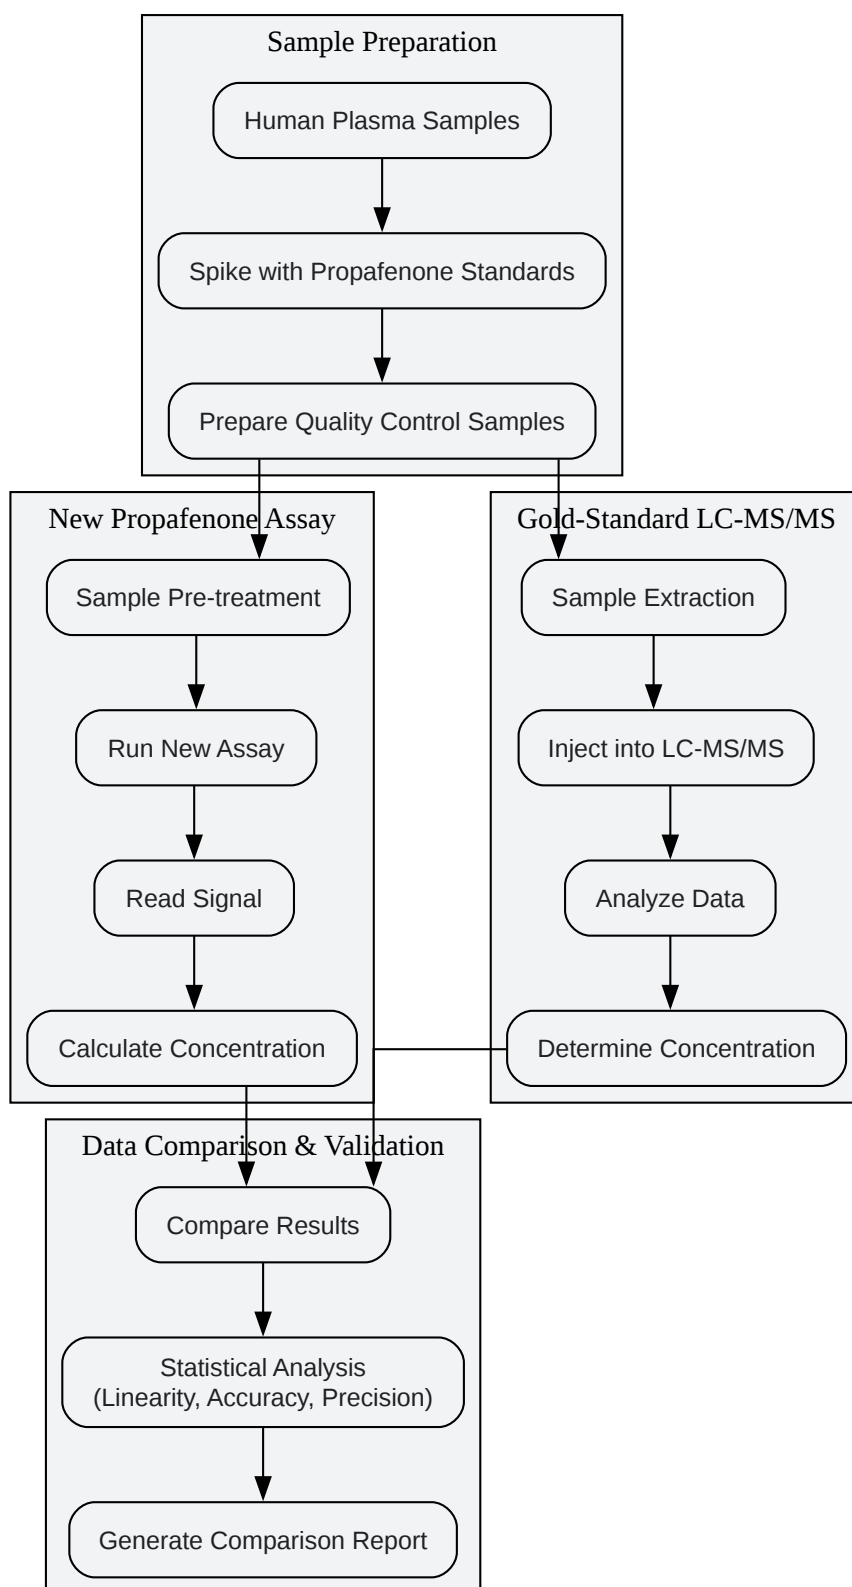 Sample Preparation
Human Plasma Samples
Spike with Propafenone Standards
Prepare Quality Control Samples
New Propafenone Assay
Sample Pre-treatment
Run New Assay
Read Signal
Calculate Concentration
Gold-Standard LC-MS/MS
Sample Extraction
Inject into LC-MS/MS
Analyze Data
Determine Concentration
Data Comparison & Validation
Compare Results
Statistical Analysis
(Linearity, Accuracy, Precision)
Generate Comparison Report